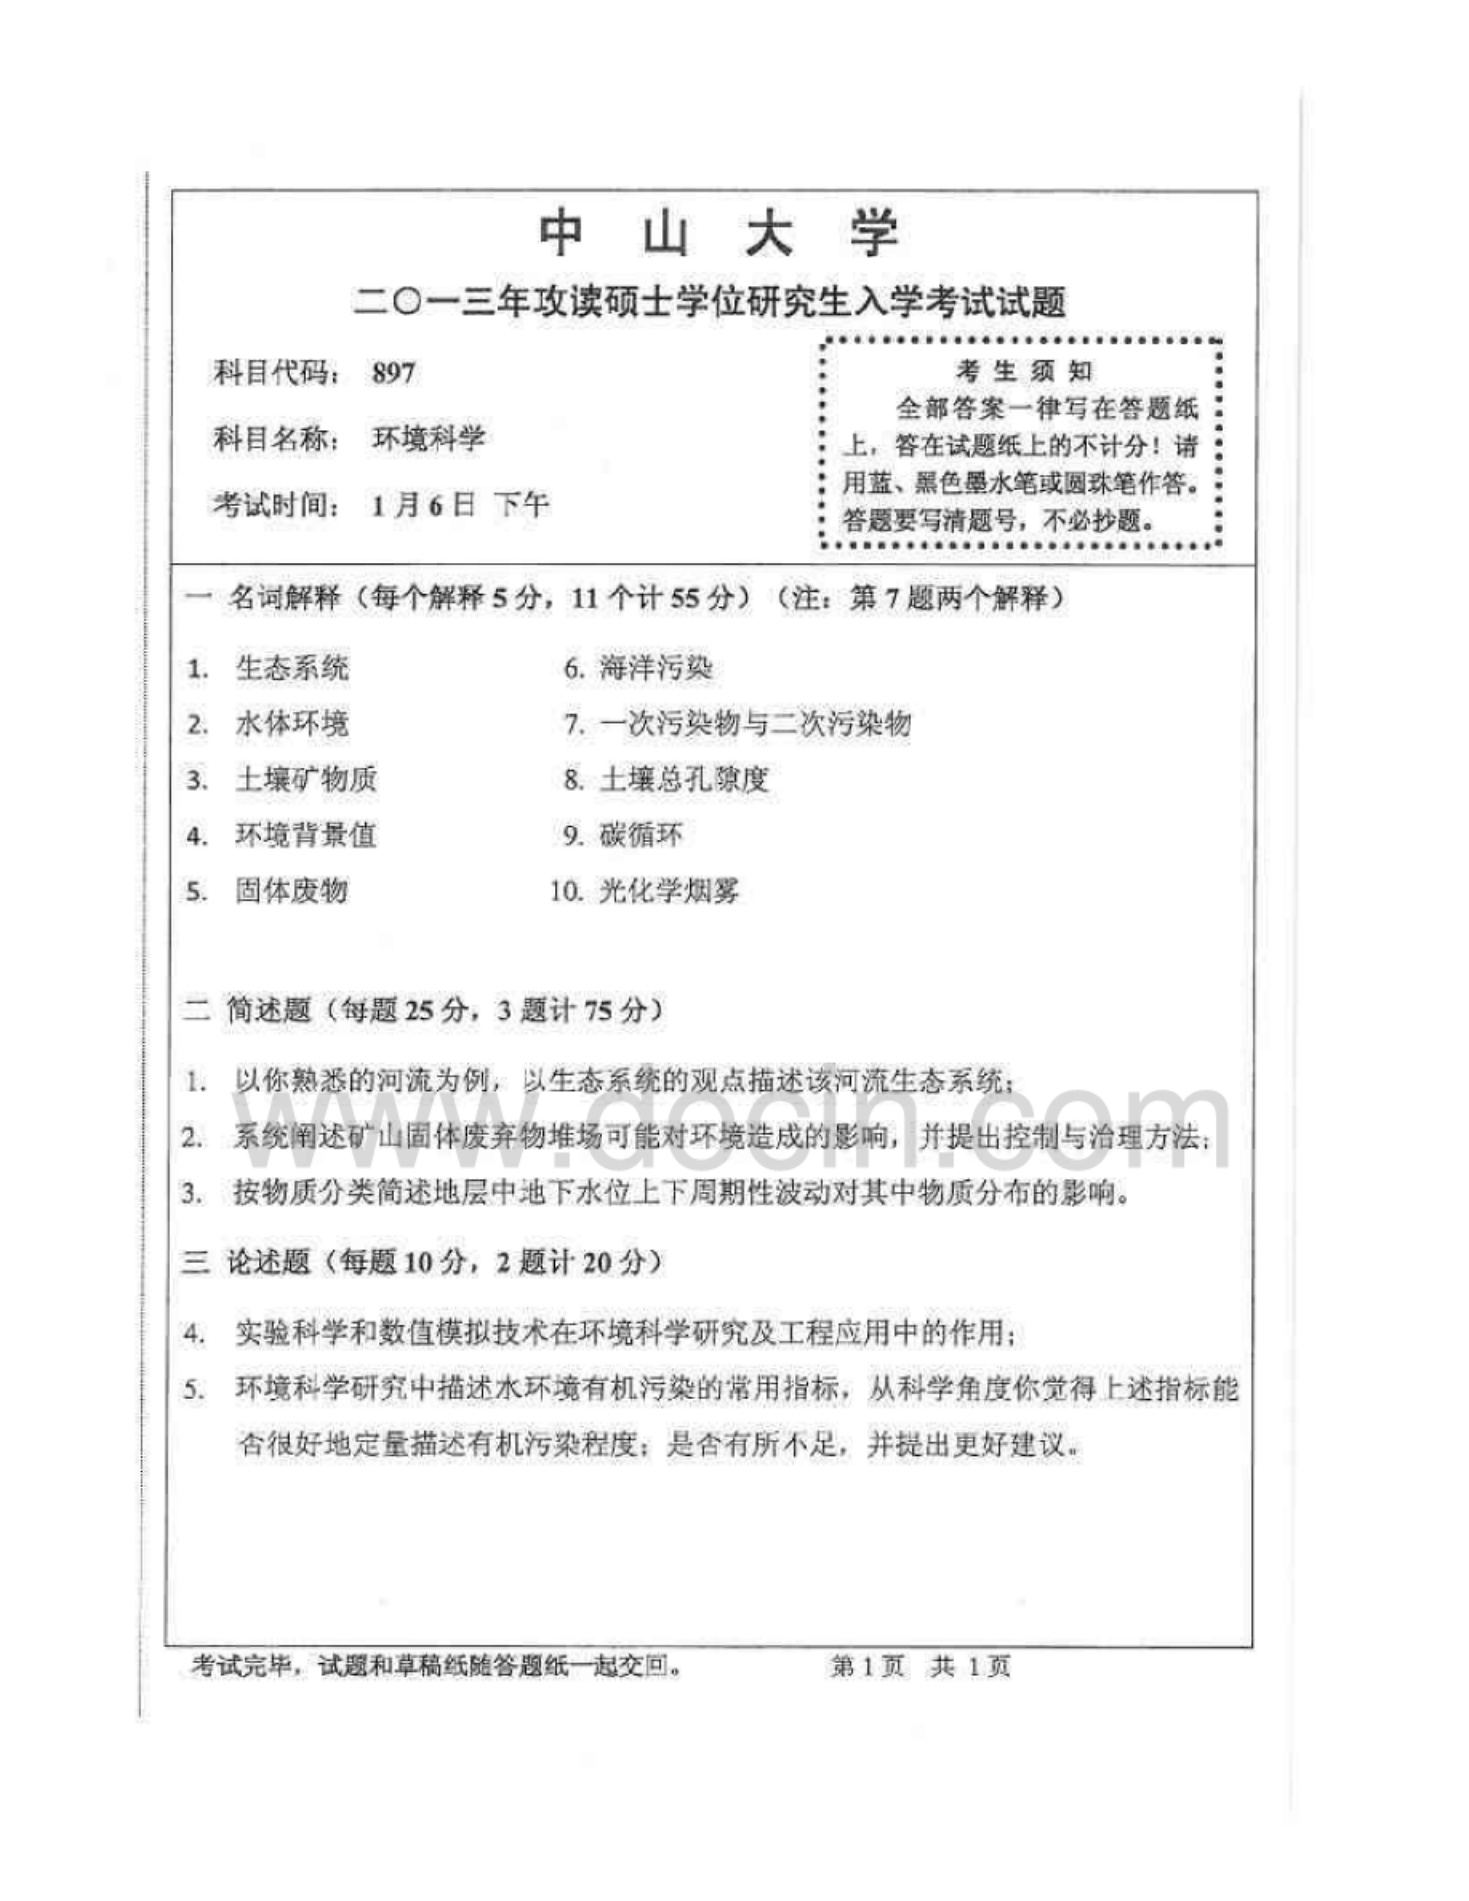 中 山 大 学
二〇一三年攻读硕士学位研究生入学考试试题
科目代码： 897
科目名称： 环境科学
考试时间： 1 月 6 日 下午
考 生 须 知
全部答案一律写在答题纸
上，答在试题纸上的不计分！请
用蓝、黑色墨水笔或圆珠笔作答。
答题要写清题号，不必抄题。
一 名词解释（每个解释 5 分，11 个计 55 分）（注：第 7 题两个解释）
1. 生态系统 6. 海洋污染
2. 水体环境 7. 一次污染物与二次污染物
3. 土壤矿物质 8. 土壤总孔隙度
4. 环境背景值 9. 碳循环
5. 固体废物 10. 光化学烟雾
二 简述题（每题 25 分，3 题计 75 分）
1. 以你熟悉的河流为例，以生态系统的观点描述该河流生态系统；
www.docin.com
2. 系统阐述矿山固体废弃物堆场可能对环境造成的影响，并提出控制与治理方法；
3. 按物质分类简述地层中地下水位上下周期性波动对其中物质分布的影响。
三 论述题（每题 10 分，2 题计 20 分）
4. 实验科学和数值模拟技术在环境科学研究及工程应用中的作用；
5. 环境科学研究中描述水环境有机污染的常用指标，从科学角度你觉得上述指标能
否很好地定量描述有机污染程度；是否有所不足，并提出更好建议。
考试完毕，试题和草稿纸随答题纸一起交回。 第 1 页 共 1 页